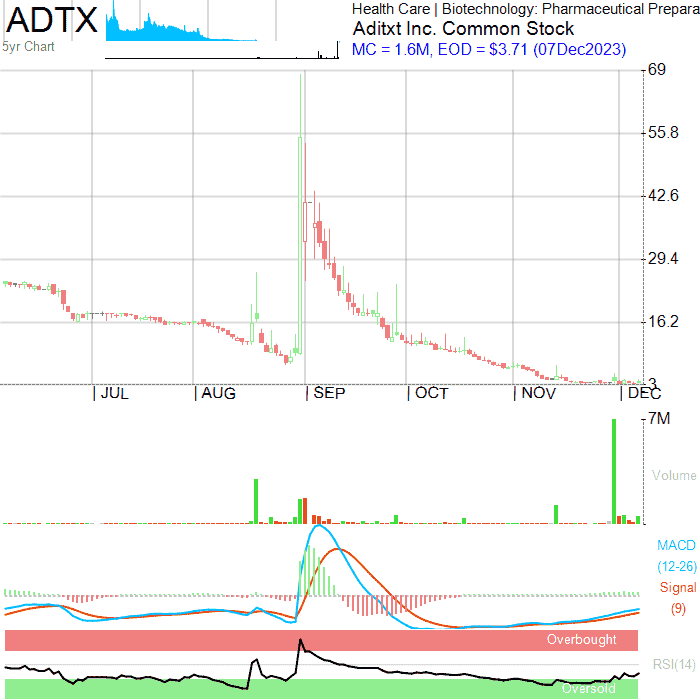 ADTX
5yr Chart
Health Care | Biotechnology: Pharmaceutical Prepara
Aditxt Inc. Common Stock
MC = 1.6M, EOD = $3.71 (07Dec2023)
69
55.8
42.6
29.4
16.2
3
JUL
AUG
SEP
OCT
NOV
DEC
7M
Volume
MACD
(12-26)
Signal
(9)
Overbought
RSI(14)
Oversold